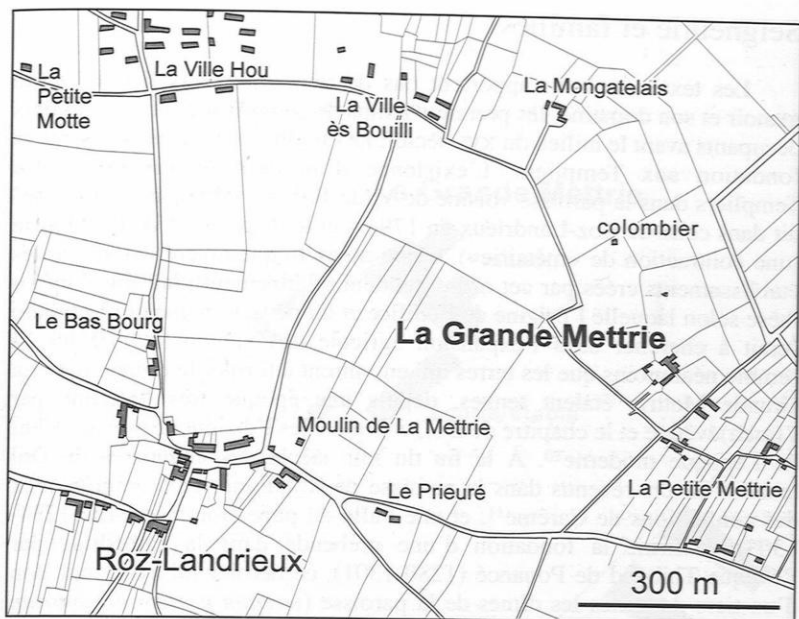 La
Petite
Motte
La Ville Hou
La Ville
ès Bouilli
La Mongatelais
colombier
Le Bas Bourg
La Grande Mettrie
Moulin de La Mettrie
Le Prieuré
La Petite Mettrie
Roz-Landrieux
300 m